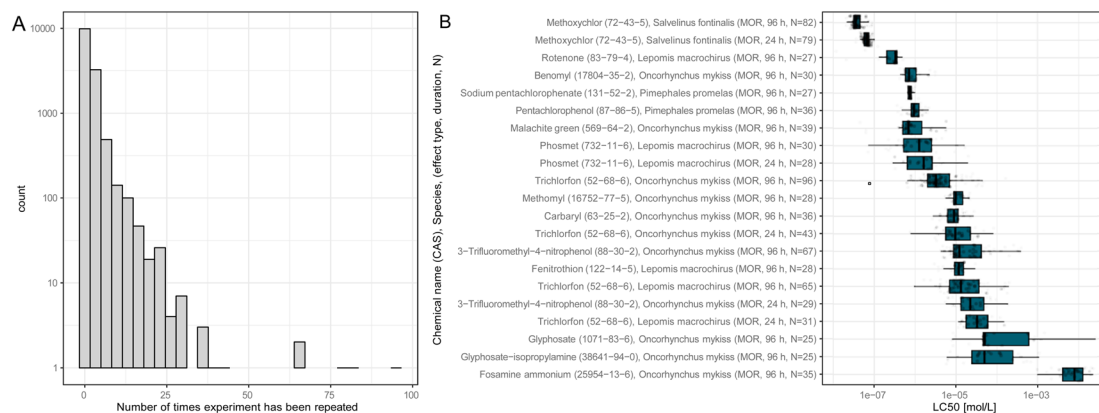 A
10000
1000
100
10
1
count
0
25
50
75
100
Number of times experiment has been repeated
B
Chemical name (CAS), Species, (effect type, duration, N)
Methoxychlor (72−43−5), Salvelinus fontinalis (MOR, 96 h, N=82)
Methoxychlor (72−43−5), Salvelinus fontinalis (MOR, 24 h, N=79)
Rotenone (83−79−4), Lepomis macrochirus (MOR, 96 h, N=27)
Benomyl (17804−35−2), Oncorhynchus mykiss (MOR, 96 h, N=30)
Sodium pentachlorophenate (131−52−2), Pimephales promelas (MOR, 96 h, N=27)
Pentachlorophenol (87−86−5), Pimephales promelas (MOR, 96 h, N=36)
Malachite green (569−64−2), Oncorhynchus mykiss (MOR, 96 h, N=39)
Phosmet (732−11−6), Lepomis macrochirus (MOR, 96 h, N=30)
Phosmet (732−11−6), Lepomis macrochirus (MOR, 24 h, N=28)
Trichlorfon (52−68−6), Oncorhynchus mykiss (MOR, 96 h, N=96)
Methomyl (16752−77−5), Oncorhynchus mykiss (MOR, 96 h, N=28)
Carbaryl (63−25−2), Oncorhynchus mykiss (MOR, 96 h, N=36)
Trichlorfon (52−68−6), Oncorhynchus mykiss (MOR, 24 h, N=43)
3−Trifluoromethyl−4−nitrophenol (88−30−2), Oncorhynchus mykiss (MOR, 96 h, N=67)
Fenitrothion (122−14−5), Lepomis macrochirus (MOR, 96 h, N=28)
Trichlorfon (52−68−6), Lepomis macrochirus (MOR, 96 h, N=65)
3−Trifluoromethyl−4−nitrophenol (88−30−2), Oncorhynchus mykiss (MOR, 24 h, N=29)
Trichlorfon (52−68−6), Lepomis macrochirus (MOR, 24 h, N=31)
Glyphosate (1071−83−6), Oncorhynchus mykiss (MOR, 96 h, N=25)
Glyphosate−isopropylamine (38641−94−0), Oncorhynchus mykiss (MOR, 96 h, N=25)
Fosamine ammonium (25954−13−6), Oncorhynchus mykiss (MOR, 96 h, N=35)
1e−07
1e−05
1e−03
LC50 [mol/L]